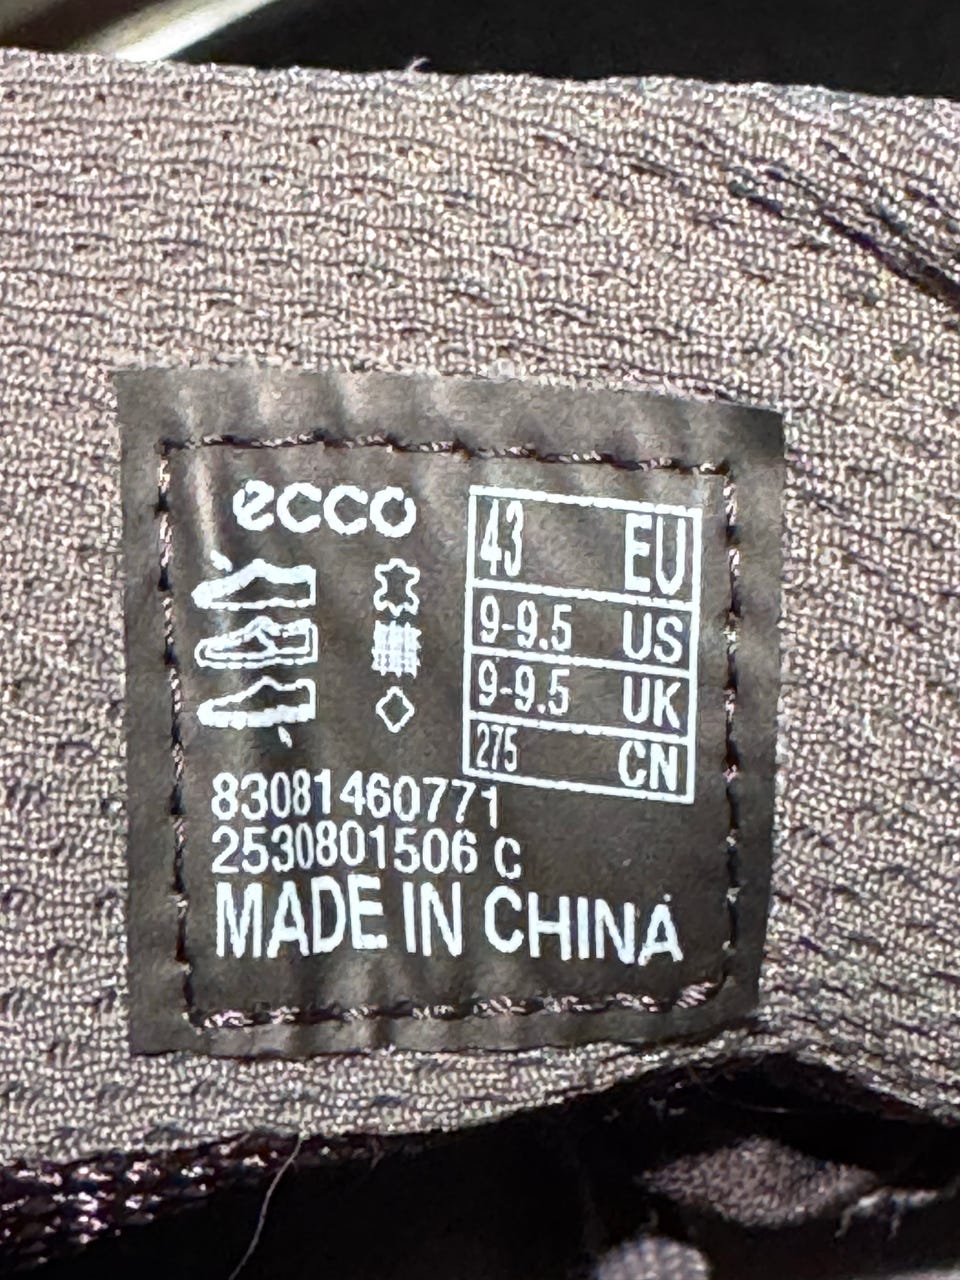 ecco
43 EU
9-9.5 US
9-9.5 UK
275 CN
83081460771
2530801506 C
MADE IN CHINA